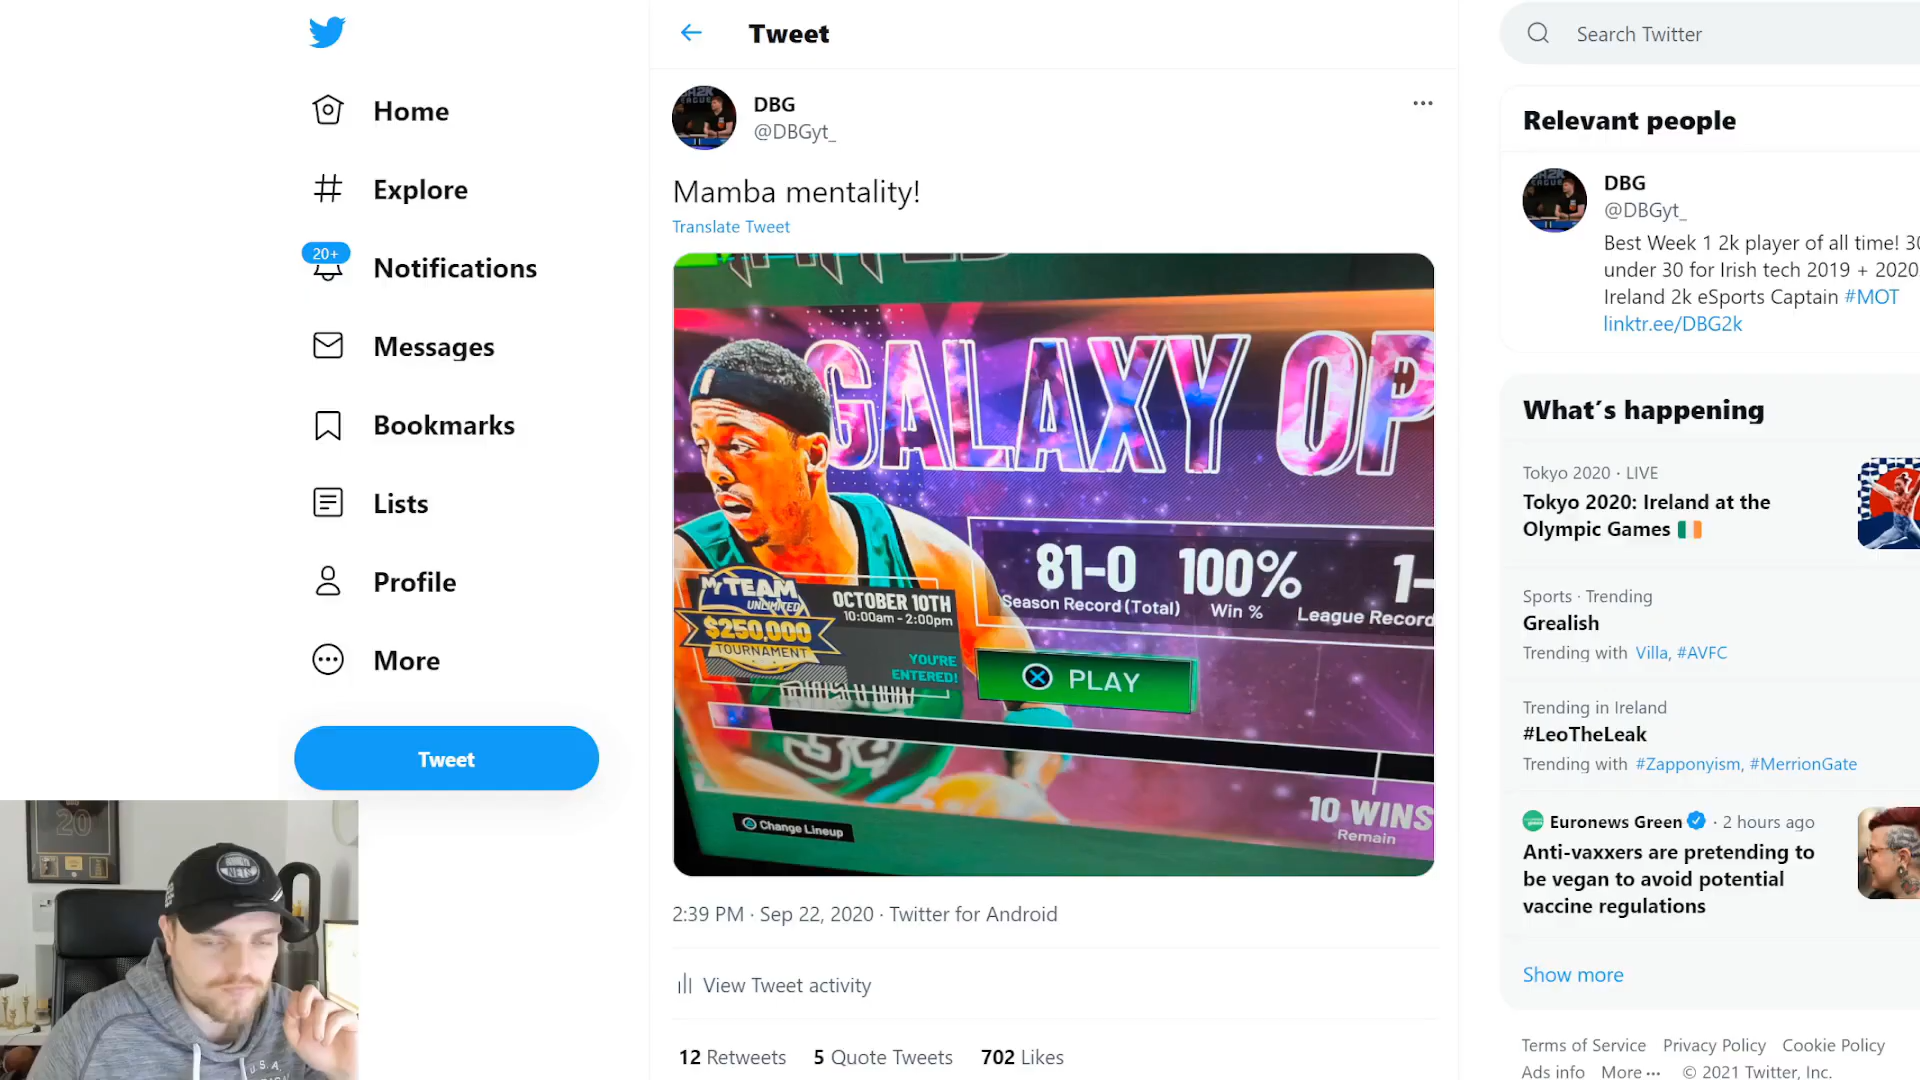 Home
Explore
20+
Notifications
Messages
Bookmarks
Lists
Profile
More
Tweet
20
NETS
U.S.A.
Tweet
DBG
@DBGyt_
Mamba mentality!
Translate Tweet
GALAXY OP
81-0 100% 1-
Season Record (Total) Win % League Record
MyTEAM
UNLIMITED
$250,000
TOURNAMENT
OCTOBER 10TH
10:00am - 2:00pm
YOU'RE
ENTERED!
PLAY
34
10 WINS
Remain
Change Lineup
2:39 PM · Sep 22, 2020 · Twitter for Android
View Tweet activity
12 Retweets 5 Quote Tweets 702 Likes
Search Twitter
Relevant people
DBG
@DBGyt_
Best Week 1 2k player of all time! 30
under 30 for Irish tech 2019 + 2020
Ireland 2k eSports Captain #MOT
linktr.ee/DBG2k
What's happening
Tokyo 2020 · LIVE
Tokyo 2020: Ireland at the
Olympic Games
Sports · Trending
Grealish
Trending with Villa, #AVFC
Trending in Ireland
#LeoTheLeak
Trending with #Zapponyism, #MerrionGate
Euronews Green · 2 hours ago
Anti-vaxxers are pretending to
be vegan to avoid potential
vaccine regulations
Show more
Terms of Service Privacy Policy Cookie Policy
Ads info More ··· © 2021 Twitter, Inc.